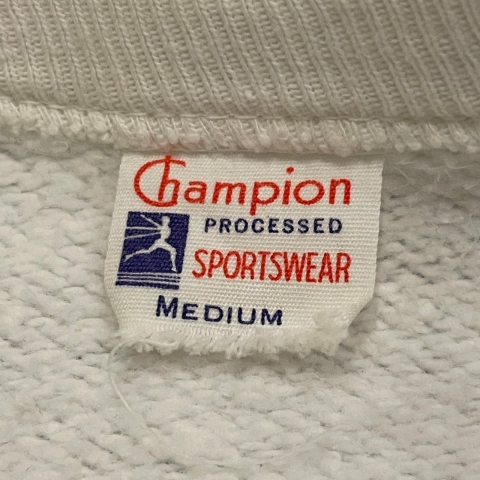 Champion
PROCESSED
SPORTSWEAR
MEDIUM